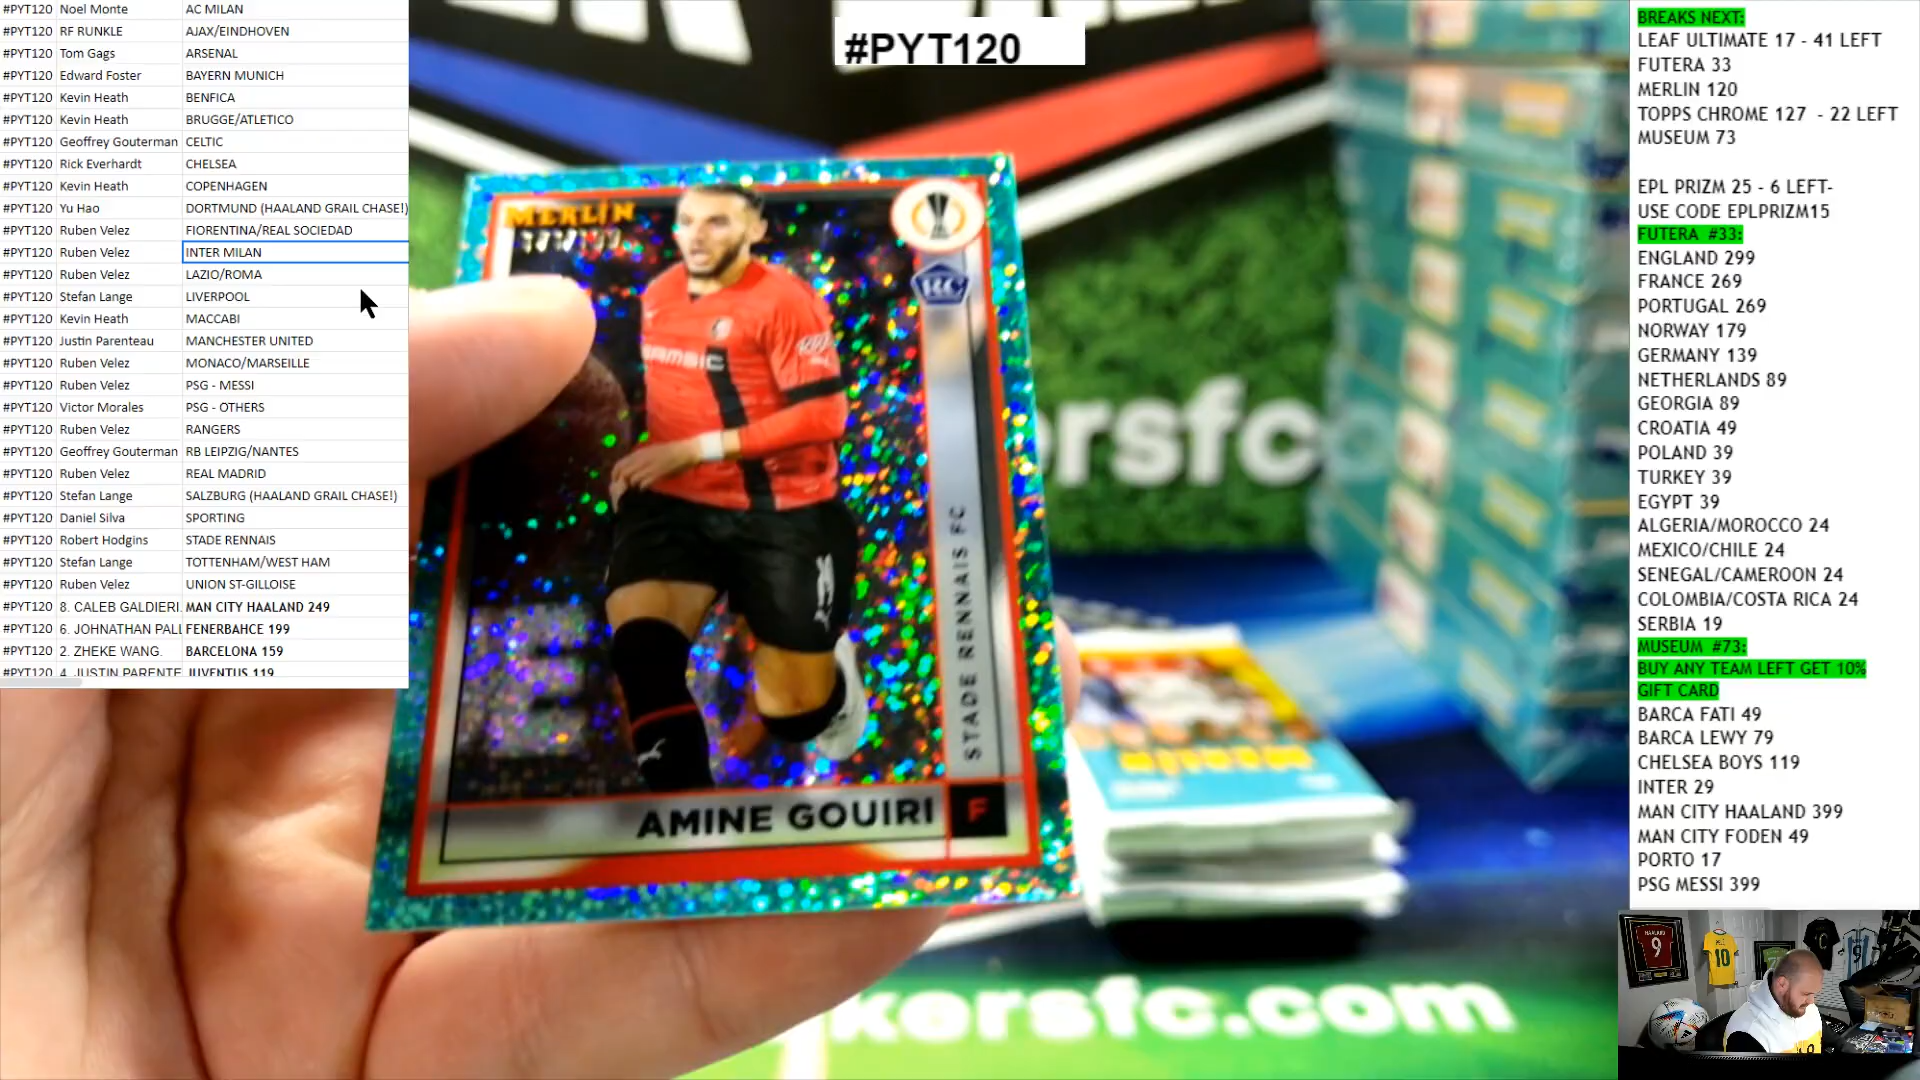 #PYT120 Noel Monte AC MILAN
#PYT120 RF RUNKLE AJAX/EINDHOVEN
#PYT120 Tom Gags ARSENAL
#PYT120 Edward Foster BAYERN MUNICH
#PYT120 Kevin Heath BENFICA
#PYT120 Kevin Heath BRUGGE/ATLETICO
#PYT120 Geoffrey Gouterman CELTIC
#PYT120 Rick Everhardt CHELSEA
#PYT120 Kevin Heath COPENHAGEN
#PYT120 Yu Hao DORTMUND (HAALAND GRAIL CHASE!)
#PYT120 Ruben Velez FIORENTINA/REAL SOCIEDAD
#PYT120 Ruben Velez INTER MILAN
#PYT120 Ruben Velez LAZIO/ROMA
#PYT120 Stefan Lange LIVERPOOL
#PYT120 Kevin Heath MACCABI
#PYT120 Justin Parenteau MANCHESTER UNITED
#PYT120 Ruben Velez MONACO/MARSEILLE
#PYT120 Ruben Velez PSG - MESSI
#PYT120 Victor Morales PSG - OTHERS
#PYT120 Ruben Velez RANGERS
#PYT120 Geoffrey Gouterman RB LEIPZIG/NANTES
#PYT120 Ruben Velez REAL MADRID
#PYT120 Stefan Lange SALZBURG (HAALAND GRAIL CHASE!)
#PYT120 Daniel Silva SPORTING
#PYT120 Robert Hodgins STADE RENNAIS
#PYT120 Stefan Lange TOTTENHAM/WEST HAM
#PYT120 Ruben Velez UNION ST-GILLOISE
#PYT120 8. CALEB GALDIERI. MAN CITY HAALAND 249
#PYT120 6. JOHNATHAN PALL FENERBAHCE 199
#PYT120 2. ZHEKE WANG. BARCELONA 159
#PYT120 4. JUSTIN PARENTE JUVENTUS 119
#PYT120
MERLIN
RC
STADE RENNAIS FC
AMINE GOUIRI F
ersfc
kersfc.com
BREAKS NEXT:
LEAF ULTIMATE 17 - 41 LEFT
FUTERA 33
MERLIN 120
TOPPS CHROME 127 - 22 LEFT
MUSEUM 73
EPL PRIZM 25 - 6 LEFT-
USE CODE EPLPRIZM15
FUTERA #33:
ENGLAND 299
FRANCE 269
PORTUGAL 269
NORWAY 179
GERMANY 139
NETHERLANDS 89
GEORGIA 89
CROATIA 49
POLAND 39
TURKEY 39
EGYPT 39
ALGERIA/MOROCCO 24
MEXICO/CHILE 24
SENEGAL/CAMEROON 24
COLOMBIA/COSTA RICA 24
SERBIA 19
MUSEUM #73:
BUY ANY TEAM LEFT GET 10%
GIFT CARD
BARCA FATI 49
BARCA LEWY 79
CHELSEA BOYS 119
INTER 29
MAN CITY HAALAND 399
MAN CITY FODEN 49
PORTO 17
PSG MESSI 399
HAALAND
9
10